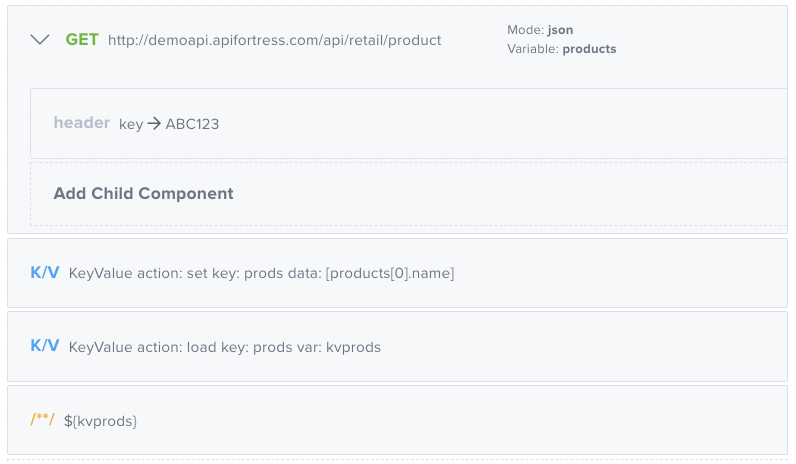 GET http://demoapi.apifortress.com/api/retail/product
Mode: json
Variable: products
header key → ABC123
Add Child Component
K/V KeyValue action: set key: prods data: [products[0].name]
K/V KeyValue action: load key: prods var: kvprods
/**/ ${kvprods}